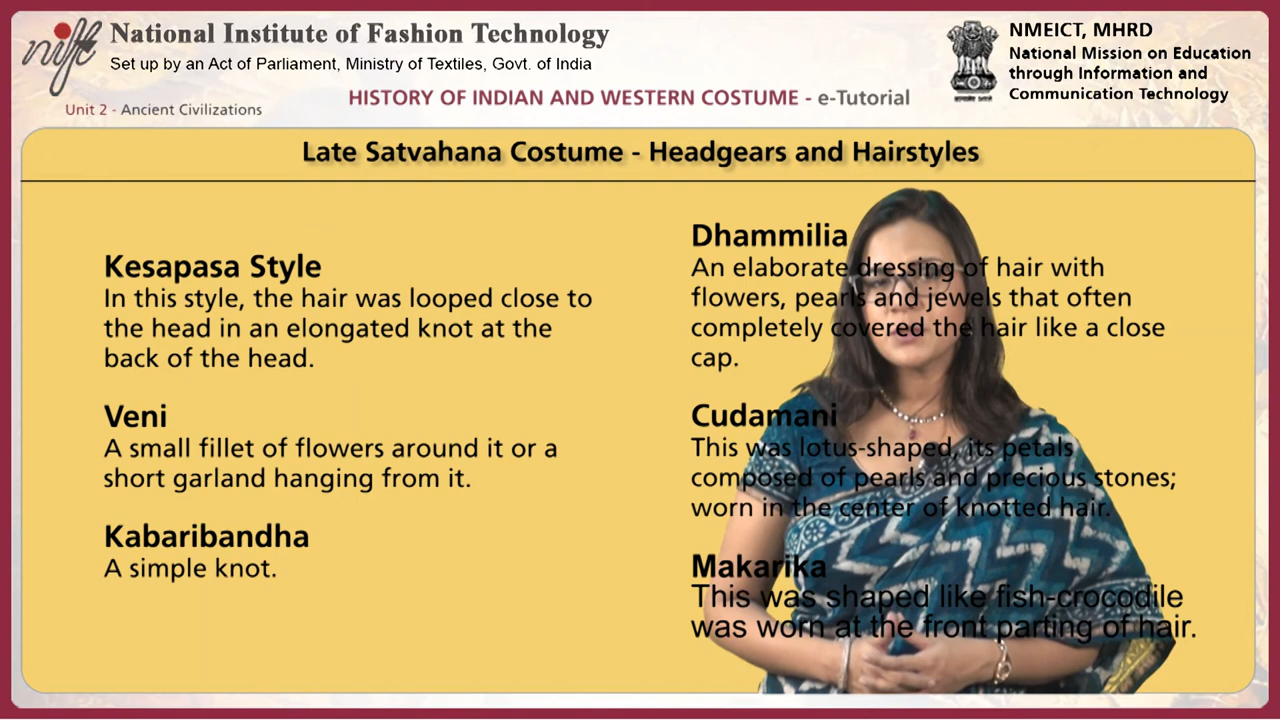 nift
National Institute of Fashion Technology
Set up by an Act of Parliament, Ministry of Textiles, Govt. of India
NMEICT, MHRD
National Mission on Education
through Information and
Communication Technology
HISTORY OF INDIAN AND WESTERN COSTUME - e-Tutorial
Unit 2 - Ancient Civilizations
Late Satvahana Costume - Headgears and Hairstyles
Kesapasa Style
In this style, the hair was looped close to
the head in an elongated knot at the
back of the head.
Veni
A small fillet of flowers around it or a
short garland hanging from it.
Kabaribandha
A simple knot.
Dhammilia
An elaborate dressing of hair with
flowers, pearls and jewels that often
completely covered the hair like a close
cap.
Cudamani
This was lotus-shaped, its petals
composed of pearls and precious stones;
worn in the center of knotted hair.
Makarika
This was shaped like fish-crocodile
was worn at the front parting of hair.